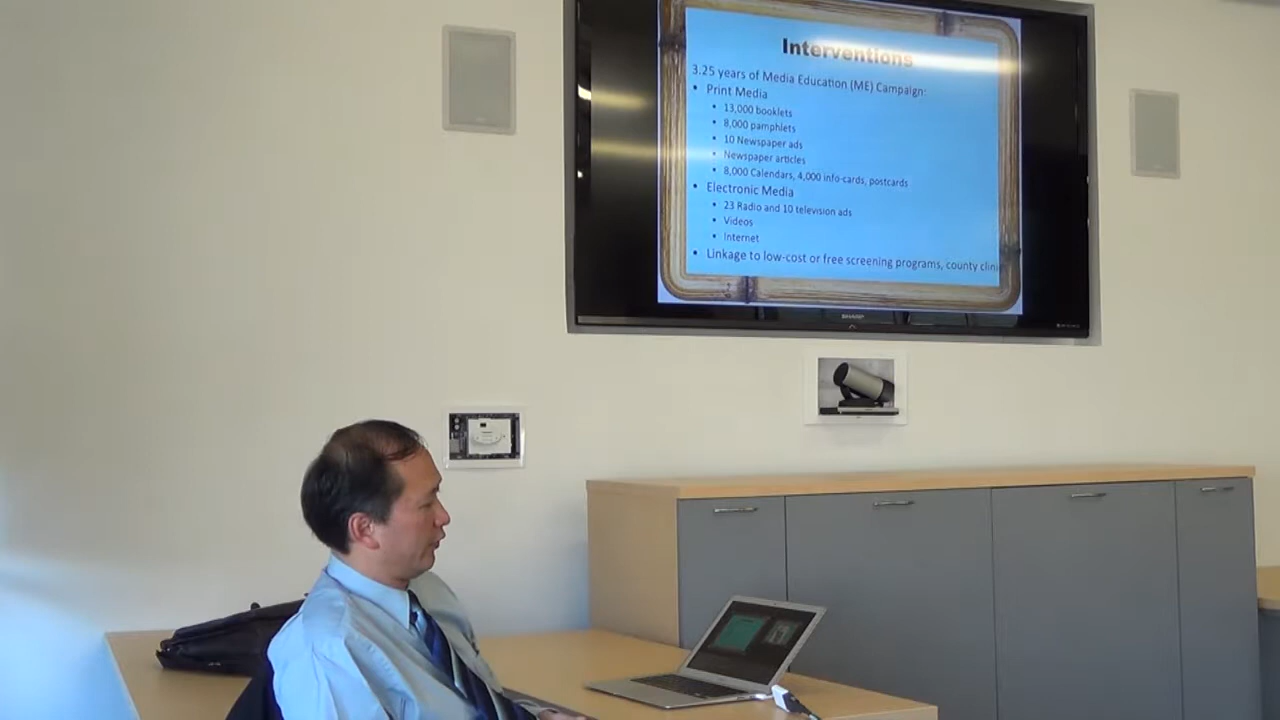 Interventions
3.25 years of Media Education (ME) Campaign:
• Print Media
• 13,000 booklets
• 8,000 pamphlets
• 10 Newspaper ads
• Newspaper articles
• 8,000 Calendars, 4,000 info-cards, postcards
• Electronic Media
• 23 Radio and 10 television ads
• Videos
• Internet
• Linkage to low-cost or free screening programs, county clini
SHARP